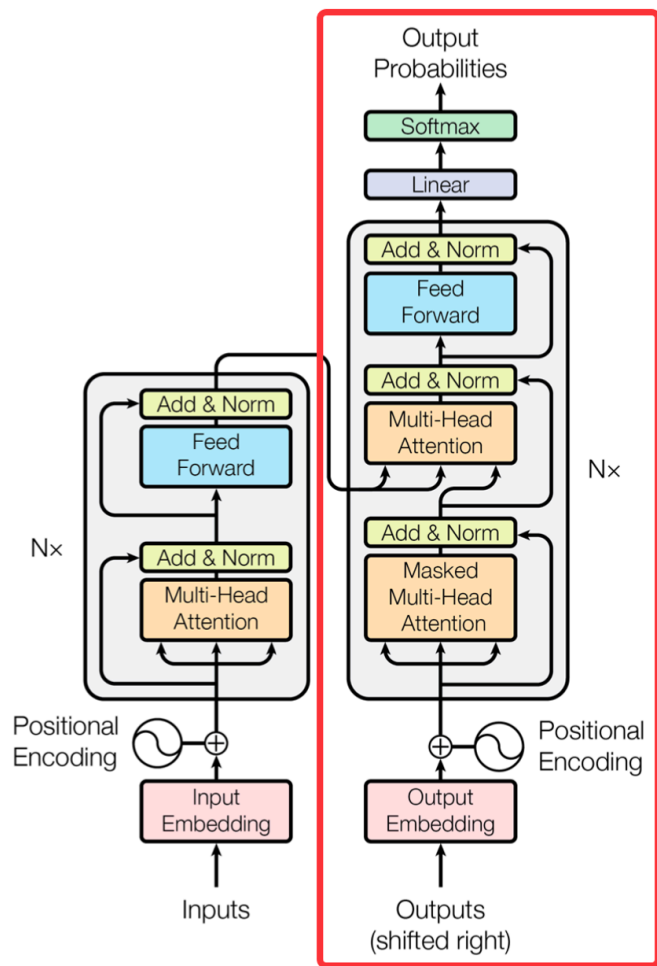 Output
Probabilities
Softmax
Linear
Add & Norm
Feed
Forward
Add & Norm
Multi-Head
Attention
Nx
Add & Norm
Masked
Multi-Head
Attention
Positional
Encoding
Output
Embedding
Outputs
(shifted right)
Add & Norm
Feed
Forward
Nx
Add & Norm
Multi-Head
Attention
Positional
Encoding
Input
Embedding
Inputs